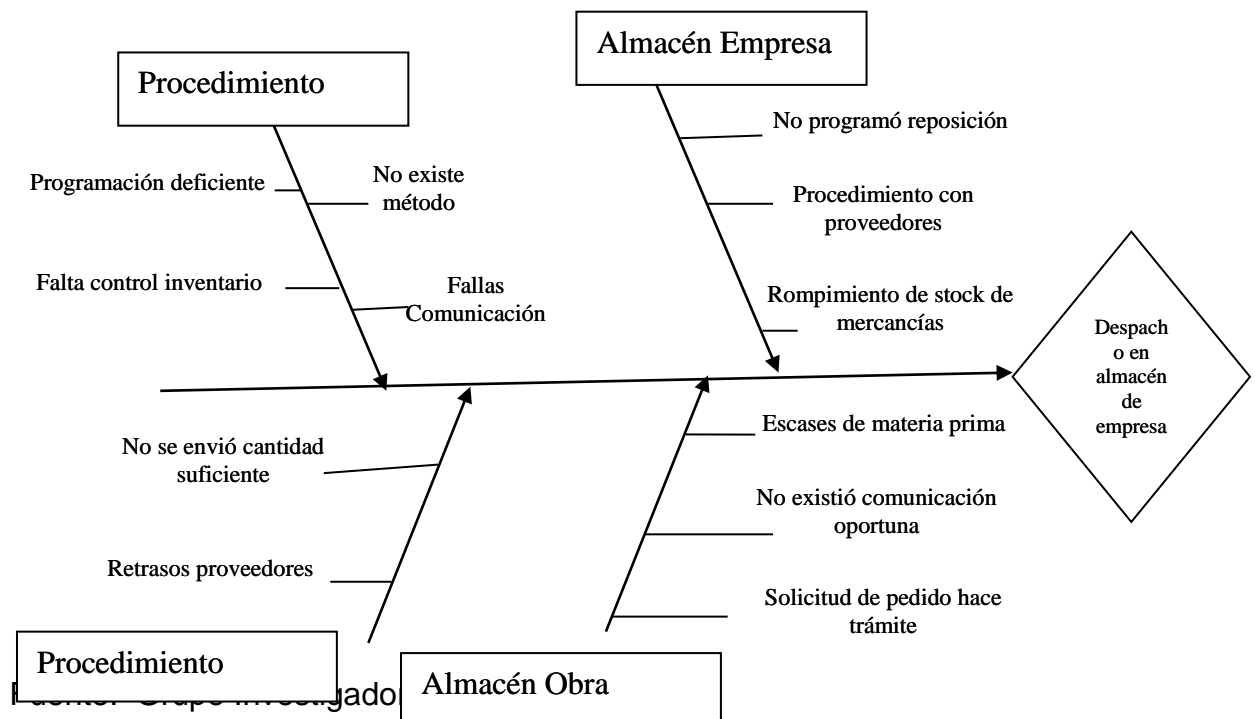 Almacén Empresa
Procedimiento
No programó reposición
Programación deficiente
No existe
método
Procedimiento con
proveedores
Falta control inventario
Fallas
Comunicación
Rompimiento de stock de
mercancías
Despach
o en
almacén
de
empresa
No se envió cantidad
suficiente
Escases de materia prima
No existió comunicación
oportuna
Retrasos proveedores
Solicitud de pedido hace
trámite
Procedimiento
Almacén Obra